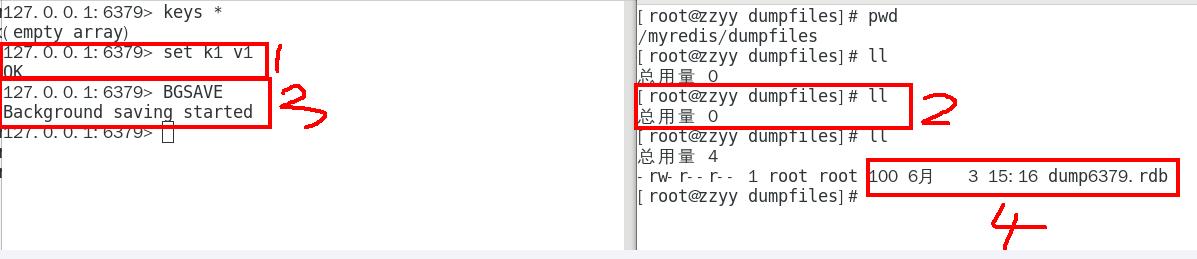 127.0.0.1:6379> keys *
(empty array)
127.0.0.1:6379> set k1 v1
OK
127.0.0.1:6379> BGSAVE
Background saving started
127.0.0.1:6379>
1
3
[root@zzyy dumpfiles]# pwd
/myredis/dumpfiles
[root@zzyy dumpfiles]# ll
总用量 0
[root@zzyy dumpfiles]# ll
总用量 0
[root@zzyy dumpfiles]# ll
总用量 4
-rw-r--r-- 1 root root 100 6月 3 15:16 dump6379.rdb
[root@zzyy dumpfiles]#
2
4